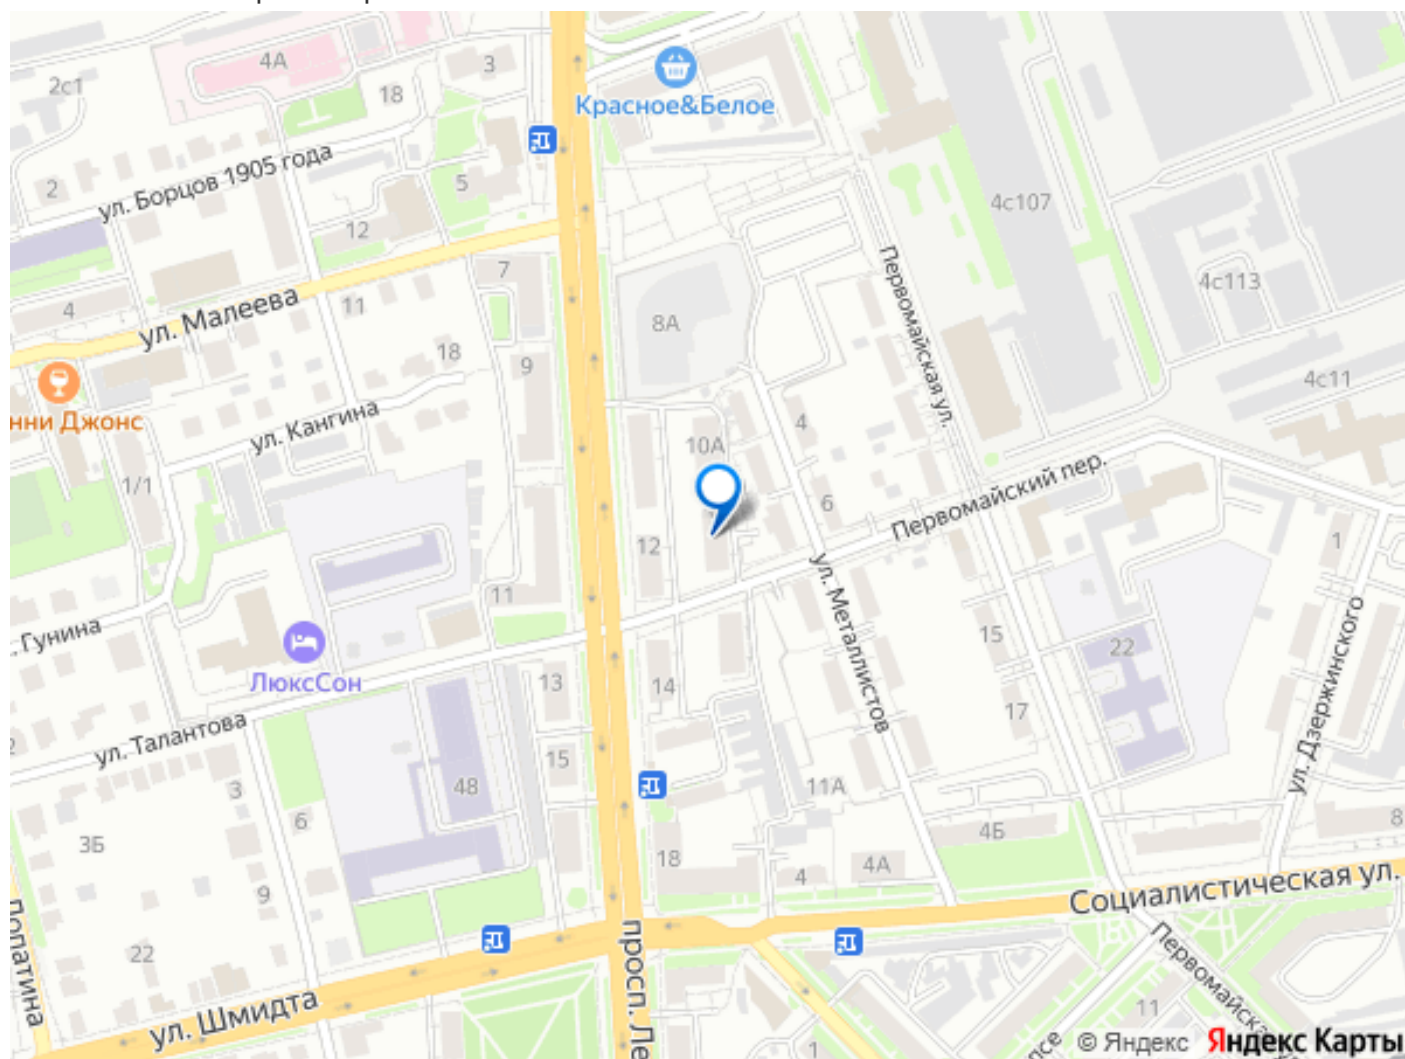 4А
3
2с1
18
Красное&Белое
ул. Борцов 1905 года
2
5
4с107
12
7
Первомайская ул.
4с113
ул. Малеева
4
11
8А
18
9
4с11
нни Джонс
ул. Кангина
4
10А
1/1
Первомайский пер.
6
12
1
ул. Металлистов
11
. Гунина
15
22
ЛюксСон
13
14
17
ул. Дзержинского
ул. Талантова
2
15
3
48
11А
6
4Б
8
3Б
18
4
4А
9
Социалистическая ул.
22
просп. Ле
Первомайска
Лопатина
ул. Шмидта
11
1
нсе
© Яндекс
Яндекс Карты